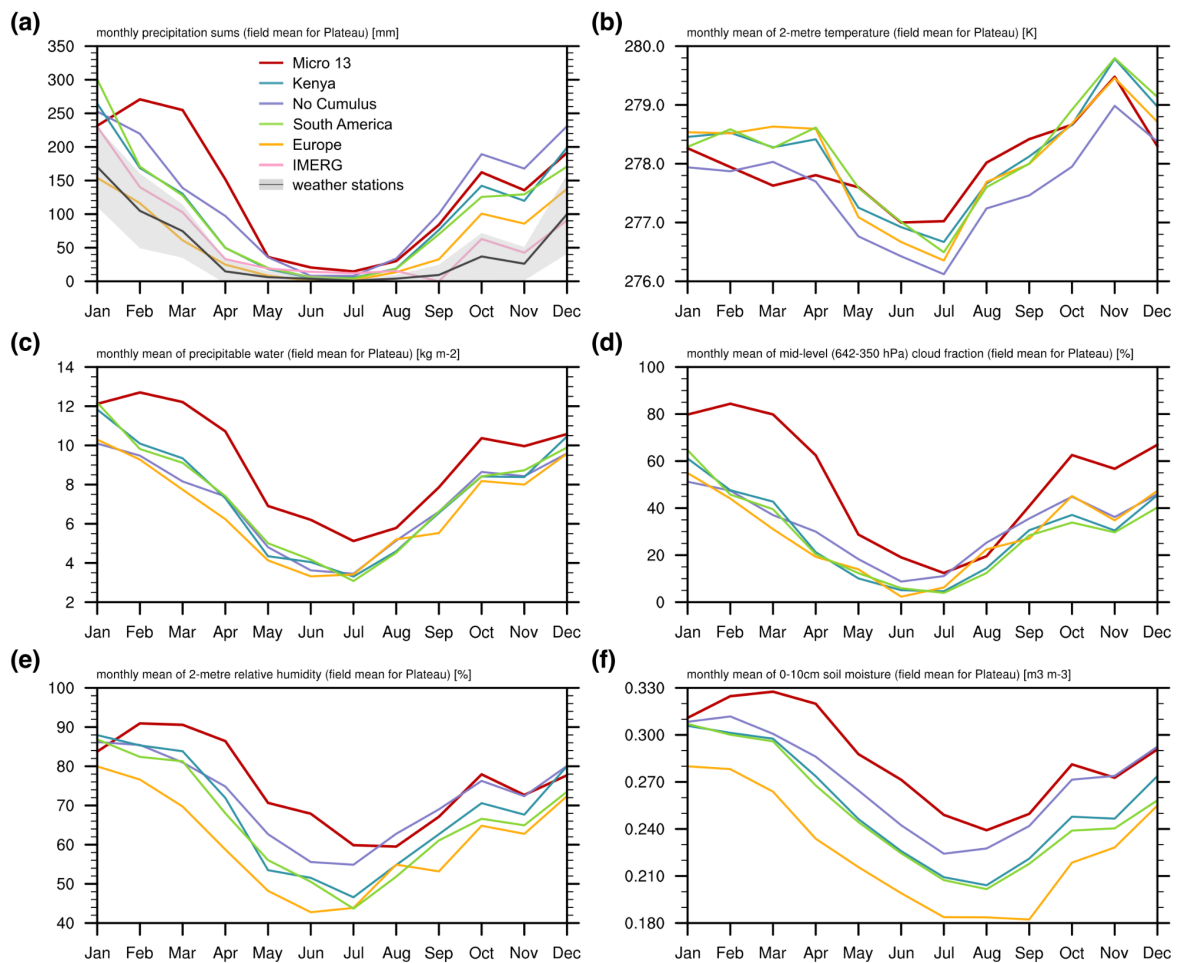 (a) monthly precipitation sums (field mean for Plateau) [mm]
350
300
250
200
150
100
50
0
Micro 13
Kenya
No Cumulus
South America
Europe
IMERG
weather stations
Jan Feb Mar Apr May Jun Jul Aug Sep Oct Nov Dec
(b) monthly mean of 2-metre temperature (field mean for Plateau) [K]
280.0
279.0
278.0
277.0
276.0
Jan Feb Mar Apr May Jun Jul Aug Sep Oct Nov Dec
(c) monthly mean of precipitable water (field mean for Plateau) [kg m-2]
14
12
10
8
6
4
2
Jan Feb Mar Apr May Jun Jul Aug Sep Oct Nov Dec
(d) monthly mean of mid-level (642-350 hPa) cloud fraction (field mean for Plateau) [%]
100
80
60
40
20
0
Jan Feb Mar Apr May Jun Jul Aug Sep Oct Nov Dec
(e) monthly mean of 2-metre relative humidity (field mean for Plateau) [%]
100
90
80
70
60
50
40
Jan Feb Mar Apr May Jun Jul Aug Sep Oct Nov Dec
(f) monthly mean of 0-10cm soil moisture (field mean for Plateau) [m3 m-3]
0.330
0.300
0.270
0.240
0.210
0.180
Jan Feb Mar Apr May Jun Jul Aug Sep Oct Nov Dec